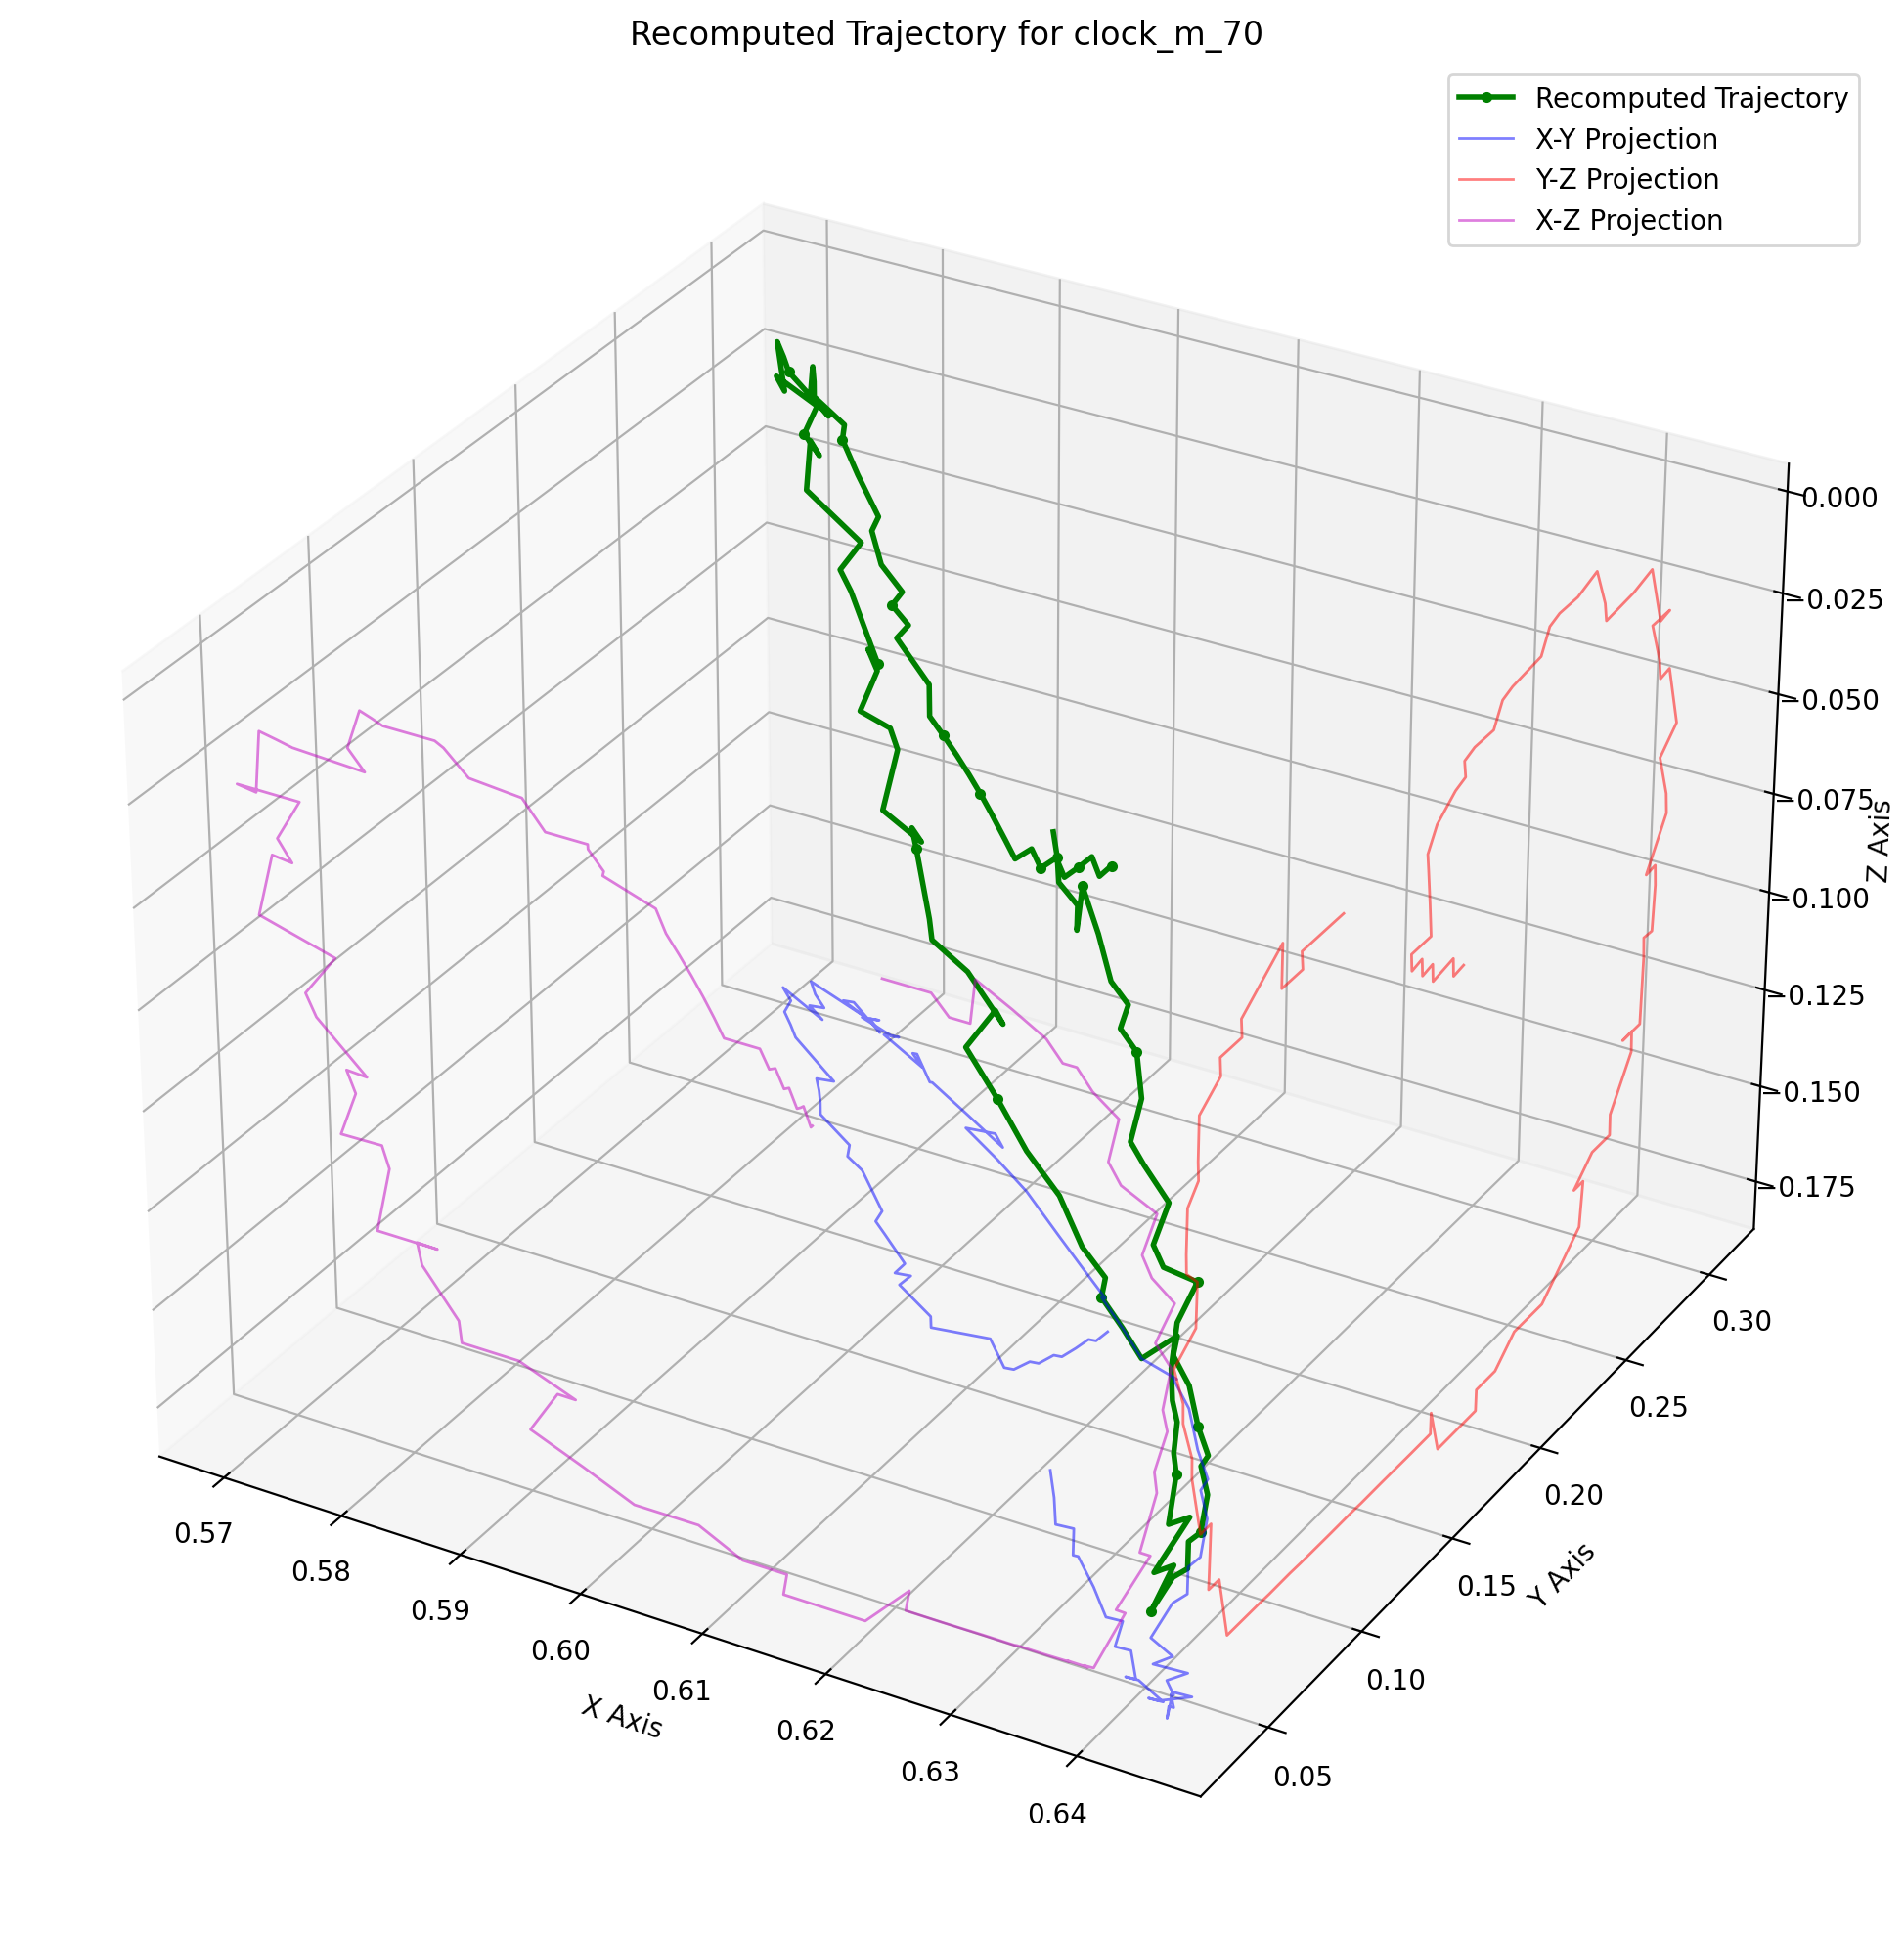 Recomputed Trajectory for clock_m_70
Recomputed Trajectory
X-Y Projection
Y-Z Projection
X-Z Projection
0.000
−0.025
−0.050
−0.075
−0.100
−0.125
−0.150
−0.175
Z Axis
0.30
0.25
0.20
0.15
0.10
0.05
Y Axis
0.57
0.58
0.59
0.60
0.61
0.62
0.63
0.64
X Axis